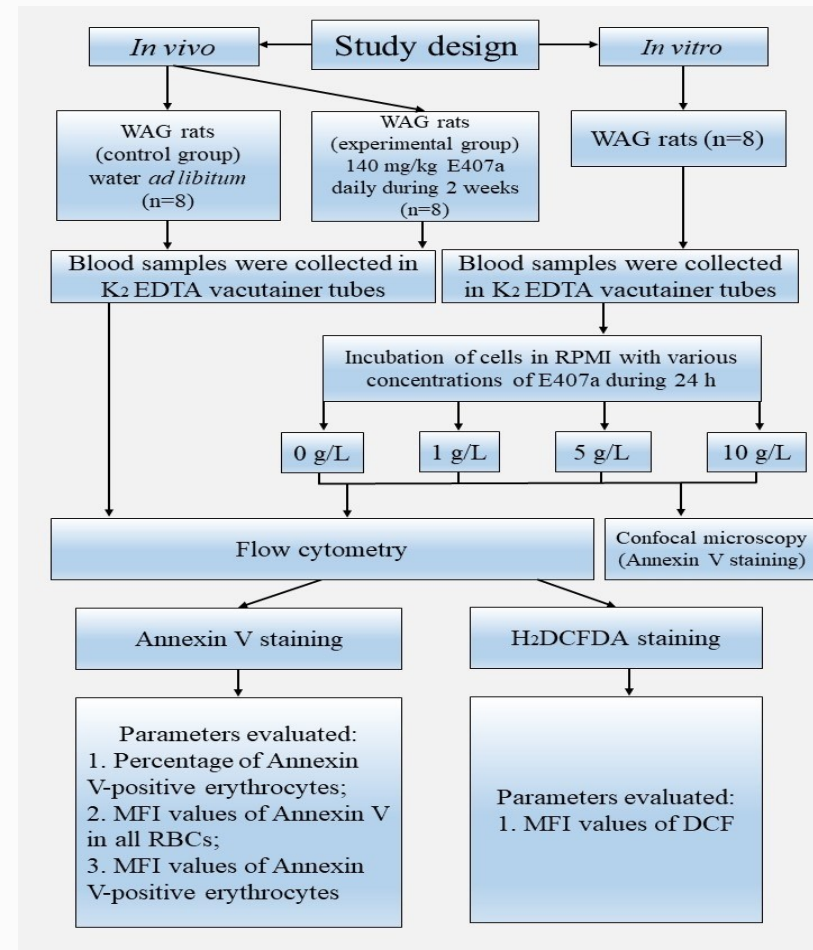 Study design
In vivo
In vitro
WAG rats
(control group)
water ad libitum
(n=8)
WAG rats
(experimental group)
140 mg/kg E407a
daily during 2 weeks
(n=8)
WAG rats (n=8)
Blood samples were collected in
K₂ EDTA vacutainer tubes
Blood samples were collected
in K₂ EDTA vacutainer tubes
Incubation of cells in RPMI with various
concentrations of E407a during 24 h
0 g/L
1 g/L
5 g/L
10 g/L
Flow cytometry
Confocal microscopy
(Annexin V staining)
Annexin V staining
H₂DCFDA staining
Parameters evaluated:
1. Percentage of Annexin
V-positive erythrocytes;
2. MFI values of Annexin V
in all RBCs;
3. MFI values of Annexin
V-positive erythrocytes
Parameters evaluated:
1. MFI values of DCF